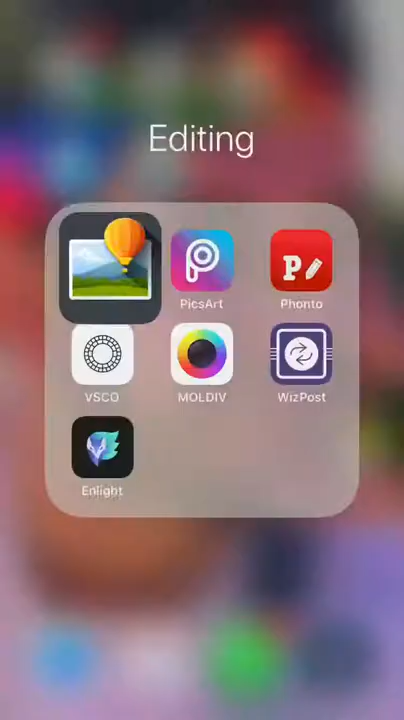 Editing
PicsArt
Phonto
VSCO
MOLDIV
WizPost
Enlight